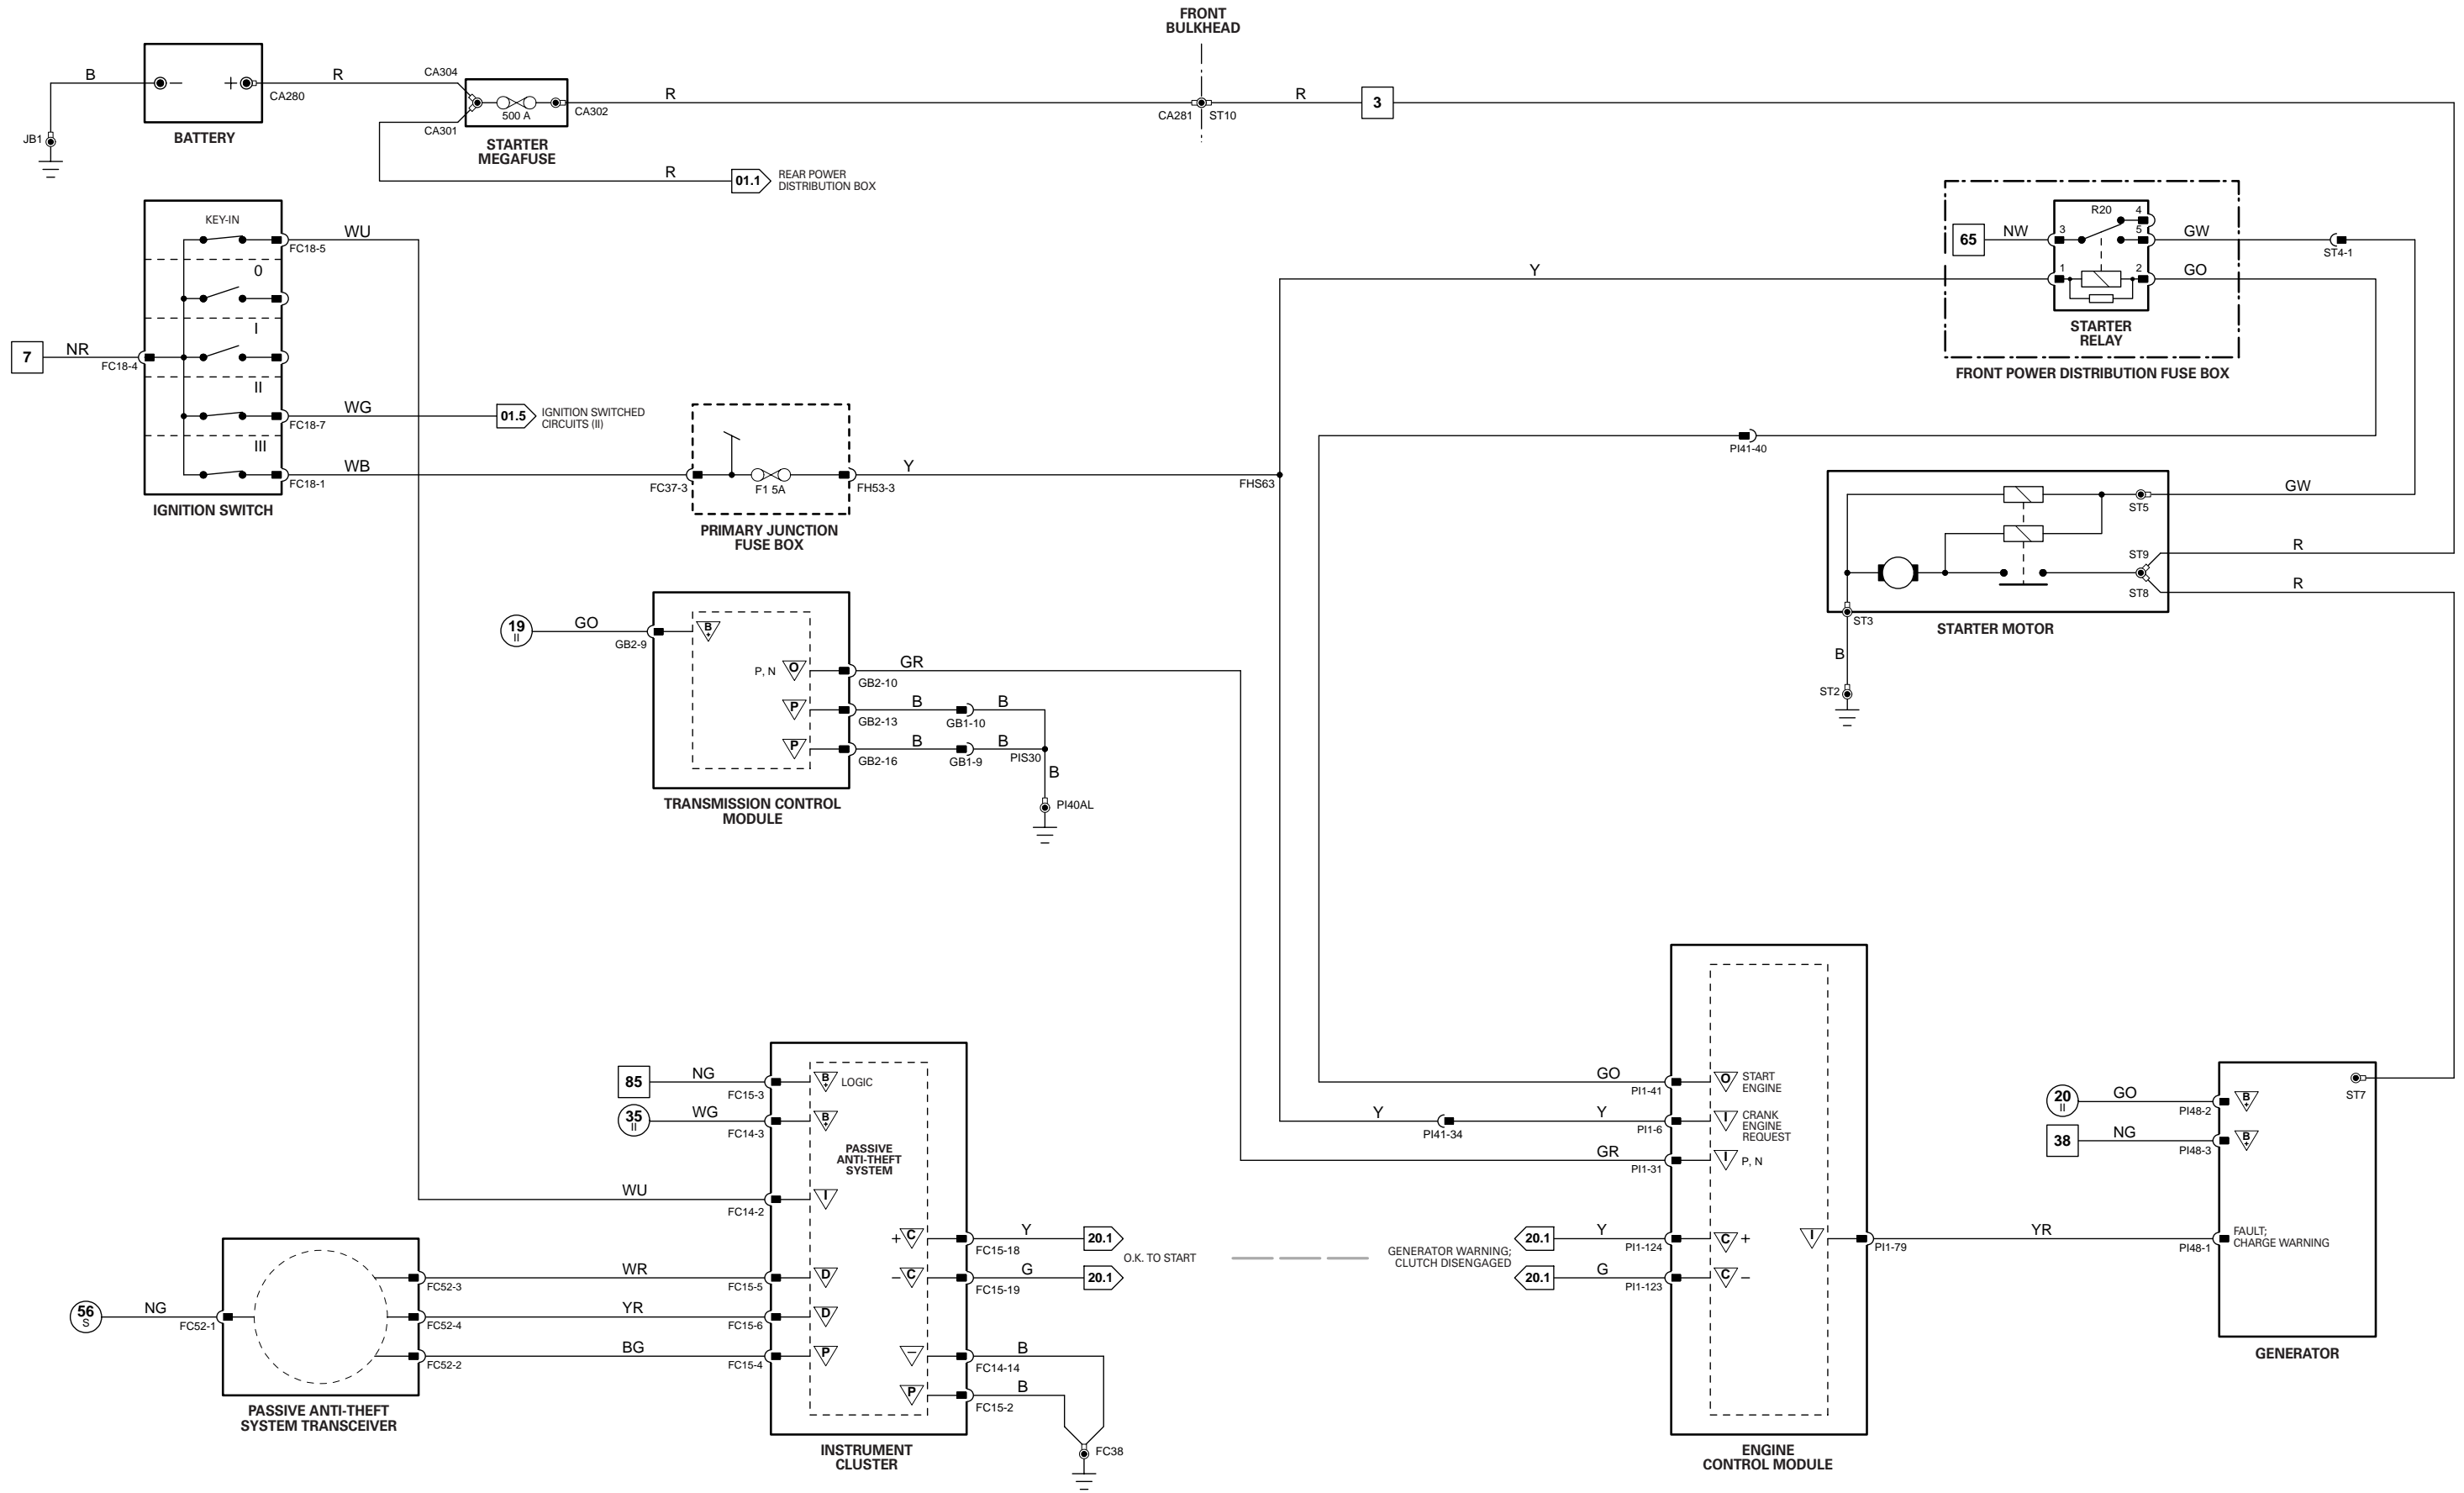 FRONT
BULKHEAD
B
R
CA304
CA280
R
R
CA302
CA281
ST10
3
500 A
CA301
JB1
BATTERY
STARTER
MEGAFUSE
R
01.1
REAR POWER
DISTRIBUTION BOX
KEY-IN
WU
FC18-5
0
I
7
NR
FC18-4
II
WG
FC18-7
01.5
IGNITION SWITCHED
CIRCUITS (II)
III
WB
FC18-1
IGNITION SWITCH
FC37-3
F1 5A
Y
FH53-3
FHS63
PRIMARY JUNCTION
FUSE BOX
Y
R20
4
65
NW
3
5
GW
ST4-1
1
2
GO
STARTER
RELAY
FRONT POWER DISTRIBUTION FUSE BOX
PI41-40
GW
ST5
ST9
R
R
ST8
ST3
STARTER MOTOR
B
ST2
19
II
GO
GB2-9
B
+
P, N
O
GR
GB2-10
P
B
B
GB2-13
GB1-10
P
B
B
GB2-16
GB1-9
PIS30
B
PI40AL
TRANSMISSION CONTROL
MODULE
85
NG
FC15-3
B
+
LOGIC
35
II
WG
FC14-3
B
+
PASSIVE
ANTI-THEFT
SYSTEM
WU
FC14-2
I
+
C
Y
FC15-18
20.1
O.K. TO START
–
C
G
FC15-19
20.1
WR
FC52-3
FC15-5
D
56
S
NG
FC52-1
YR
FC52-4
FC15-6
D
BG
FC52-2
FC15-4
P
–
B
FC14-14
P
B
FC15-2
FC38
PASSIVE ANTI-THEFT
SYSTEM TRANSCEIVER
INSTRUMENT
CLUSTER
GO
PI1-41
O
START
ENGINE
Y
PI41-34
Y
PI1-6
I
CRANK
ENGINE
REQUEST
GR
PI1-31
I
P, N
GENERATOR WARNING;
CLUTCH DISENGAGED
20.1
Y
PI1-124
C
+
20.1
G
PI1-123
C
–
I
PI1-79
YR
PI48-1
FAULT;
CHARGE WARNING
ENGINE
CONTROL MODULE
ST7
20
II
GO
PI48-2
B
+
38
NG
PI48-3
B
+
GENERATOR